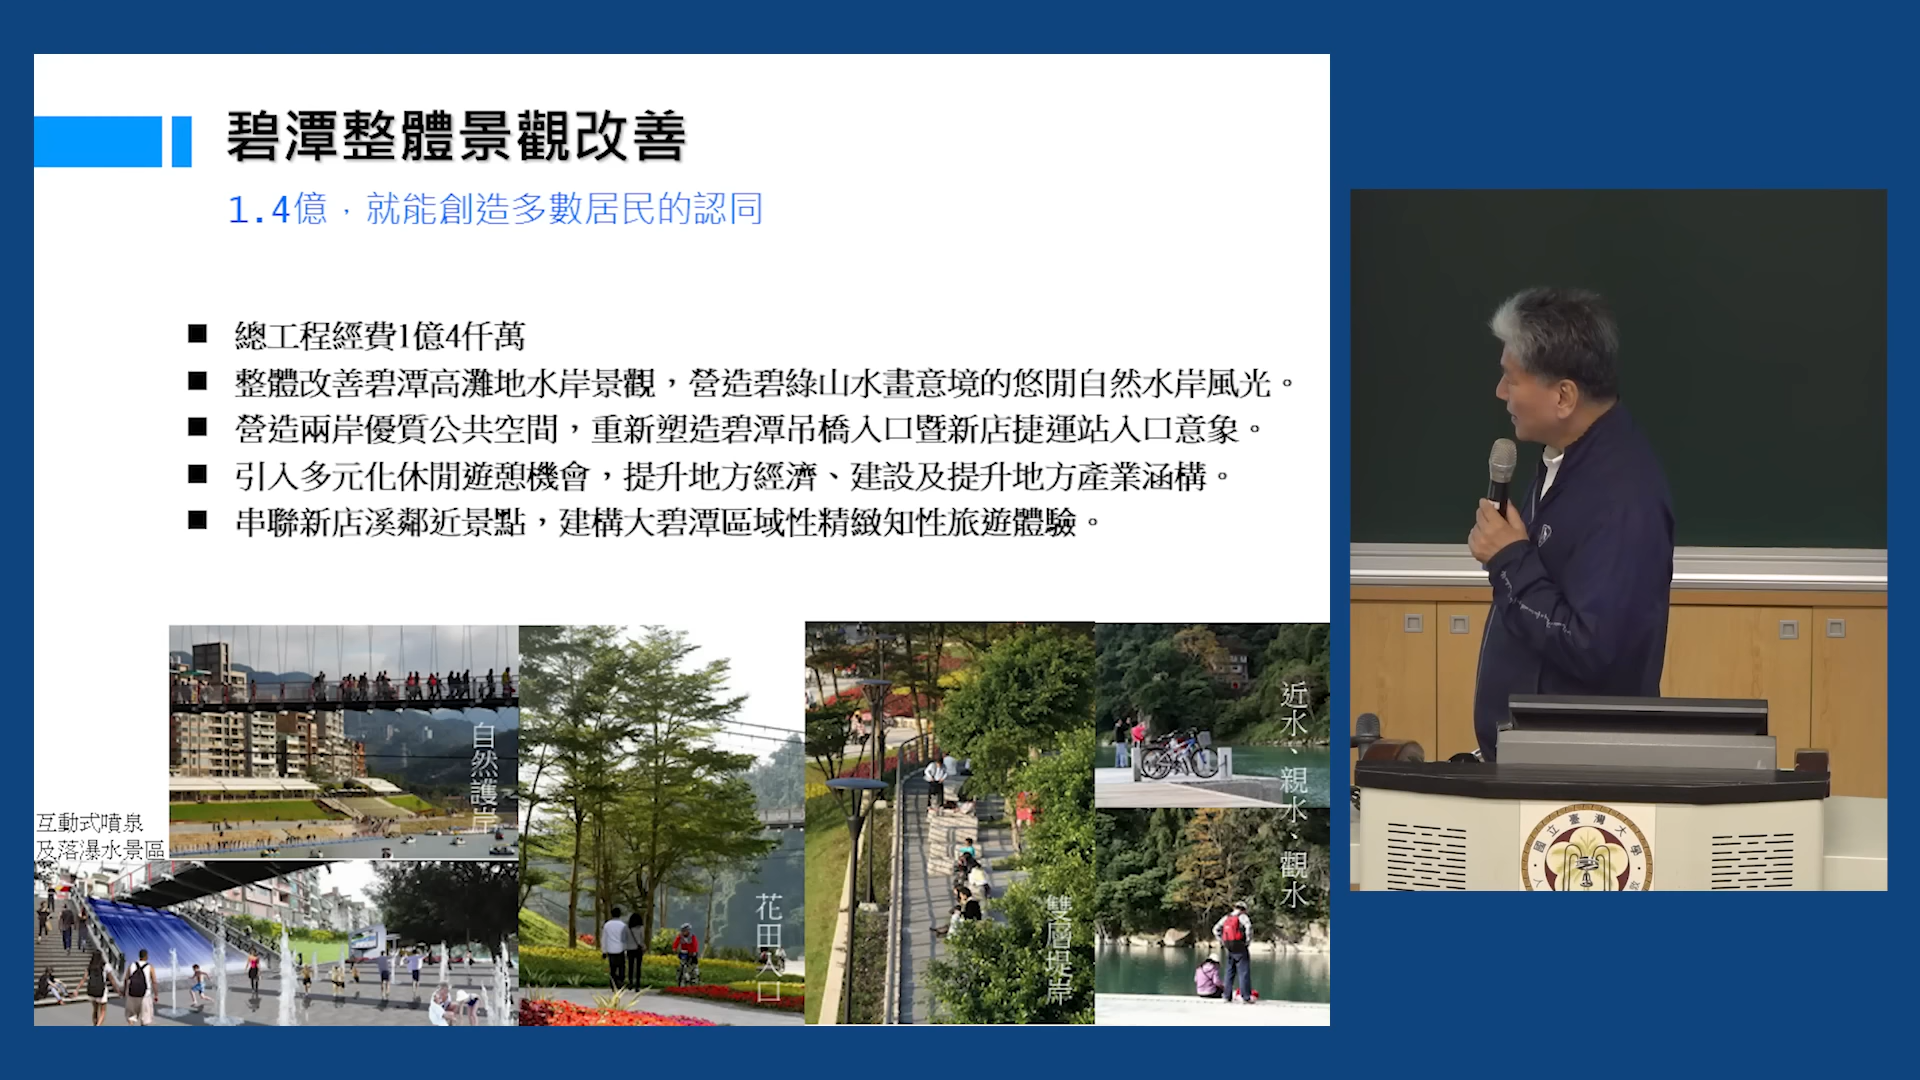 碧潭整體景觀改善
1.4億，就能創造多數居民的認同
■ 總工程經費1億4仟萬
■ 整體改善碧潭高灘地水岸景觀，營造碧綠山水畫意境的悠閒自然水岸風光。
■ 營造兩岸優質公共空間，重新塑造碧潭吊橋入口暨新店捷運站入口意象。
■ 引入多元化休閒遊憩機會，提升地方經濟、建設及提升地方產業涵構。
■ 串聯新店溪鄰近景點，建構大碧潭區域性精緻知性旅遊體驗。
自然護岸
互動式噴泉
及落瀑水景區
花田入口
雙層堤岸
近水、親水、觀水
國立臺灣大學